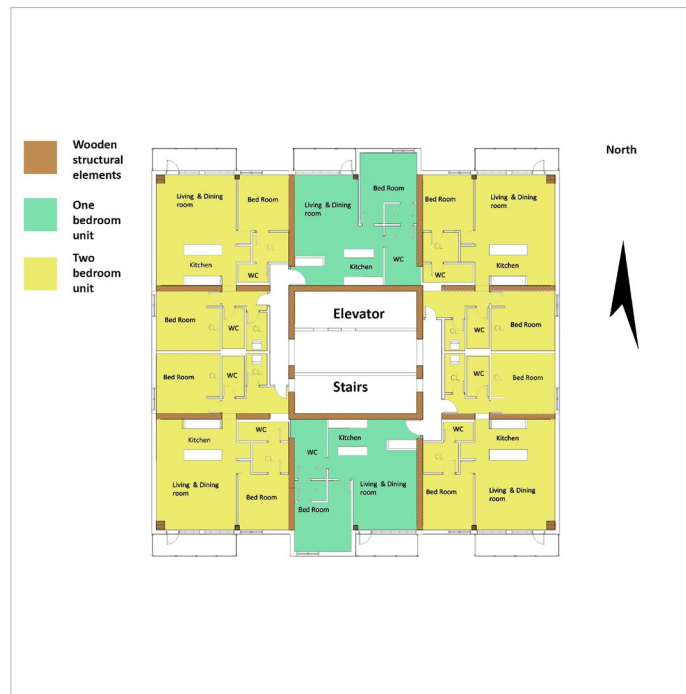 Wooden
structural
elements
One
bedroom
unit
Two
bedroom
unit
North
Living & Dining
room
Bed Room
CL
WC
Kitchen
Living & Dining
room
Bed Room
Kitchen
WC
Bed Room
Living & Dining
room
CL
WC
Kitchen
Bed Room
CL
WC
CL
Elevator
CL
WC
CL
Bed Room
Bed Room
CL
WC
CL
Stairs
CL
WC
CL
Bed Room
Kitchen
WC
CL
Living & Dining
room
Bed Room
WC
Kitchen
Living & Dining
room
Bed Room
WC
CL
Kitchen
Bed Room
Living & Dining
room